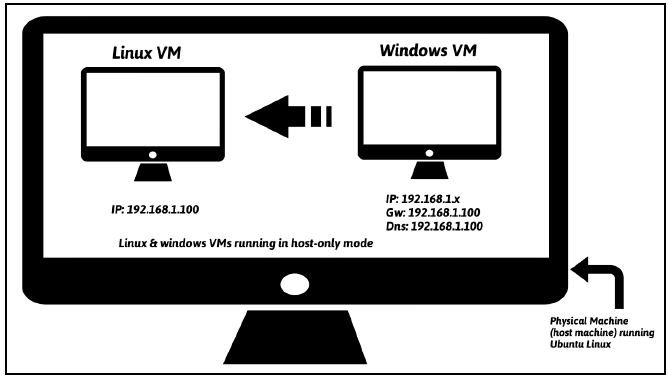 Linux VM
Windows VM
IP: 192.168.1.100
IP: 192.168.1.x
Gw: 192.168.1.100
Dns: 192.168.1.100
Linux & windows VMs running in host-only mode
Physical Machine
(host machine) running
Ubuntu Linux